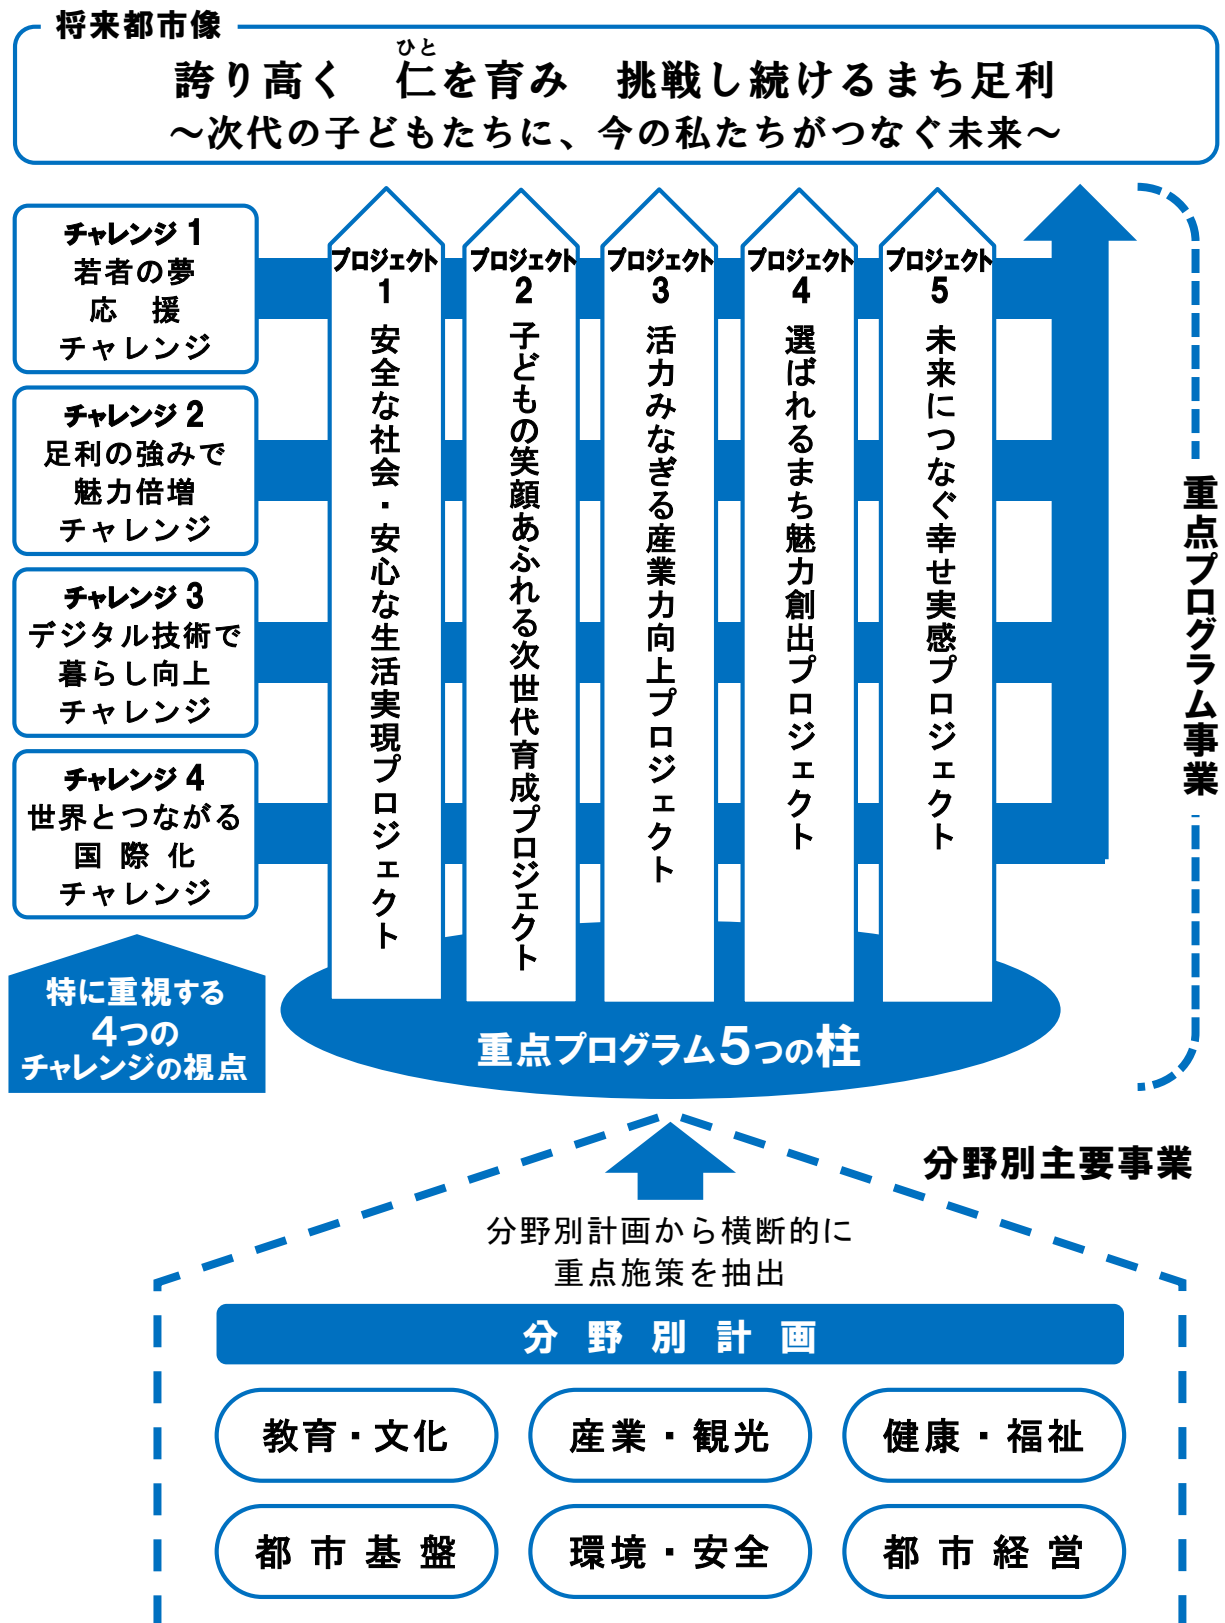 将来都市像
ひと
誇り高く　仁を育み　挑戦し続けるまち足利
～次代の子どもたちに、今の私たちがつなぐ未来～
チャレンジ 1
若者の夢
応　援
チャレンジ
チャレンジ 2
足利の強みで
魅力倍増
チャレンジ
チャレンジ 3
デジタル技術で
暮らし向上
チャレンジ
チャレンジ 4
世界とつながる
国 際 化
チャレンジ
特に重視する
4つの
チャレンジの視点
プロジェクト
1
安全な社会・安心な生活実現プロジェクト
プロジェクト
2
子どもの笑顔あふれる次世代育成プロジェクト
プロジェクト
3
活力みなぎる産業力向上プロジェクト
プロジェクト
4
選ばれるまち魅力創出プロジェクト
プロジェクト
5
未来につなぐ幸せ実感プロジェクト
重点プログラム事業
重点プログラム5つの柱
分野別主要事業
分野別計画から横断的に
重点施策を抽出
分 野 別 計 画
教育・文化
産業・観光
健康・福祉
都 市 基 盤
環境・安全
都 市 経 営